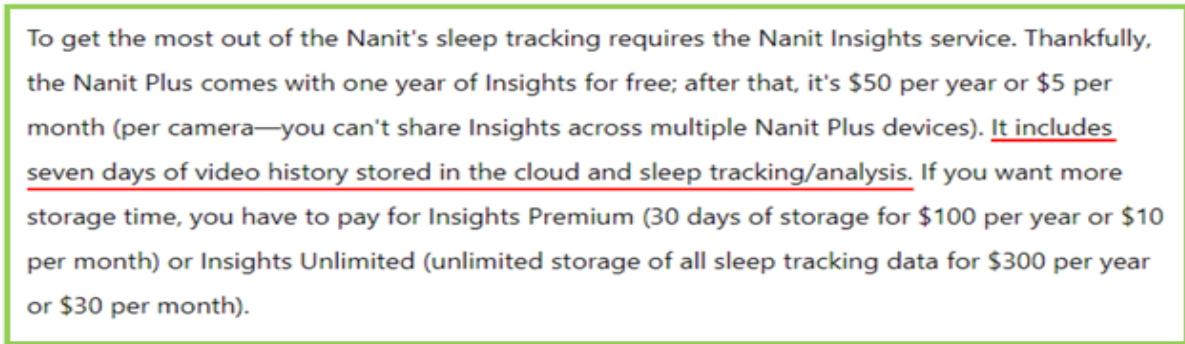 To get the most out of the Nanit's sleep tracking requires the Nanit Insights service. Thankfully,
the Nanit Plus comes with one year of Insights for free; after that, it's $50 per year or $5 per
month (per camera—you can't share Insights across multiple Nanit Plus devices). It includes
seven days of video history stored in the cloud and sleep tracking/analysis. If you want more
storage time, you have to pay for Insights Premium (30 days of storage for $100 per year or $10
per month) or Insights Unlimited (unlimited storage of all sleep tracking data for $300 per year
or $30 per month).